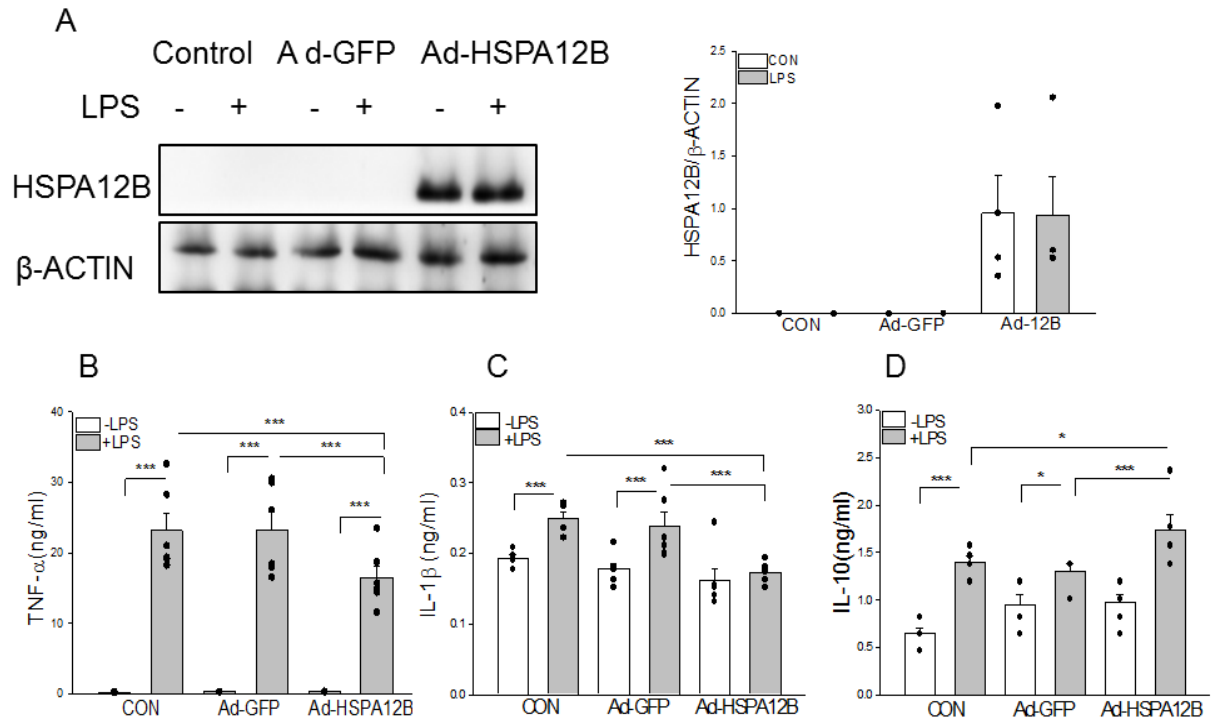 A
Control A d-GFP Ad-HSPA12B
LPS - + - + - +
HSPA12B
β-ACTIN
HSPA12B/β-ACTIN
2.5
2.0
1.5
1.0
0.5
0.0
CON
LPS
CON Ad-GFP Ad-12B
B
TNF-α(ng/ml)
40
30
20
10
0
-LPS
+LPS
***
*** ***
*** ***
CON Ad-GFP Ad-HSPA12B
C
IL-1β (ng/ml)
0.4
0.3
0.2
0.1
0.0
-LPS
+LPS
***
*** *** ***
CON Ad-GFP Ad-HSPA12B
D
IL-10(ng/ml)
3.0
2.5
2.0
1.5
1.0
0.5
0.0
-LPS
+LPS
*
*** * ***
CON Ad-GFP Ad-HSPA12B